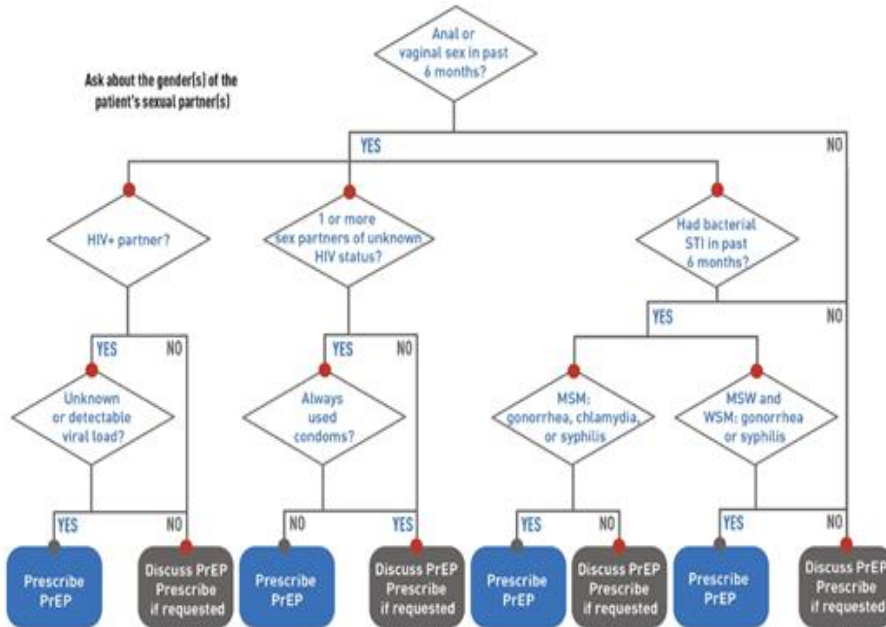 Anal or
vaginal sex in past
6 months?
Ask about the gender(s) of the
patient's sexual partner(s)
YES
NO
HIV+ partner?
1 or more
sex partners of unknown
HIV status?
Had bacterial
STI in past
6 months?
YES
NO
YES
NO
YES
NO
Unknown
or detectable
viral load?
Always
used
condoms?
MSM:
gonorrhea, chlamydia,
or syphilis
MSW and
WSM: gonorrhea
or syphilis
YES
NO
NO
YES
YES
NO
YES
NO
Prescribe
PrEP
Discuss PrEP
Prescribe
if requested
Prescribe
PrEP
Discuss PrEP
Prescribe
if requested
Prescribe
PrEP
Discuss PrEP
Prescribe
if requested
Prescribe
PrEP
Discuss PrEP
Prescribe
if requested